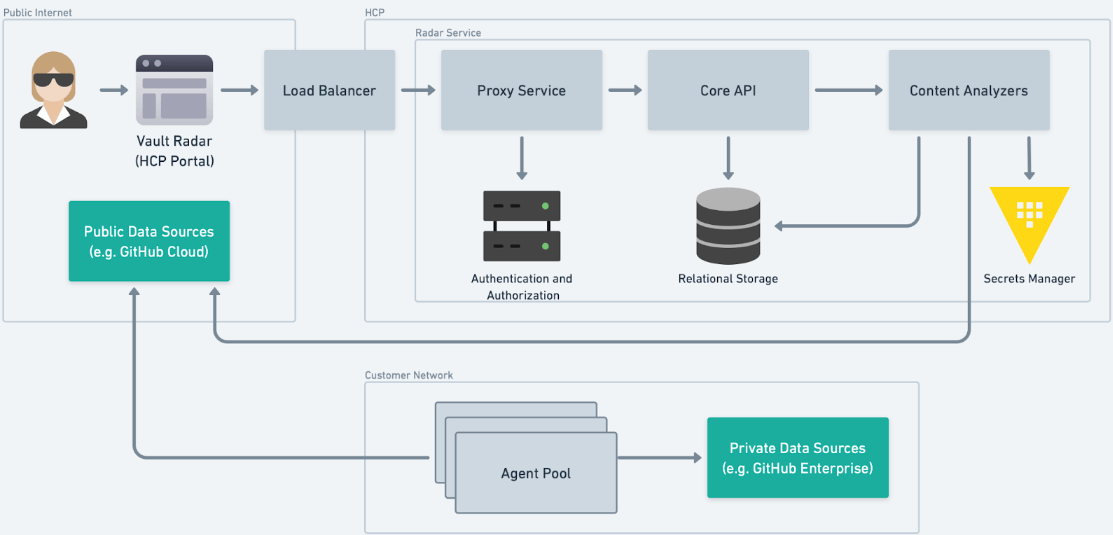 Public Internet
HCP
Radar Service
Load Balancer
Proxy Service
Core API
Content Analyzers
Vault Radar
(HCP Portal)
Public Data Sources
(e.g. GitHub Cloud)
Authentication and
Authorization
Relational Storage
Secrets Manager
Customer Network
Agent Pool
Private Data Sources
(e.g. GitHub Enterprise)